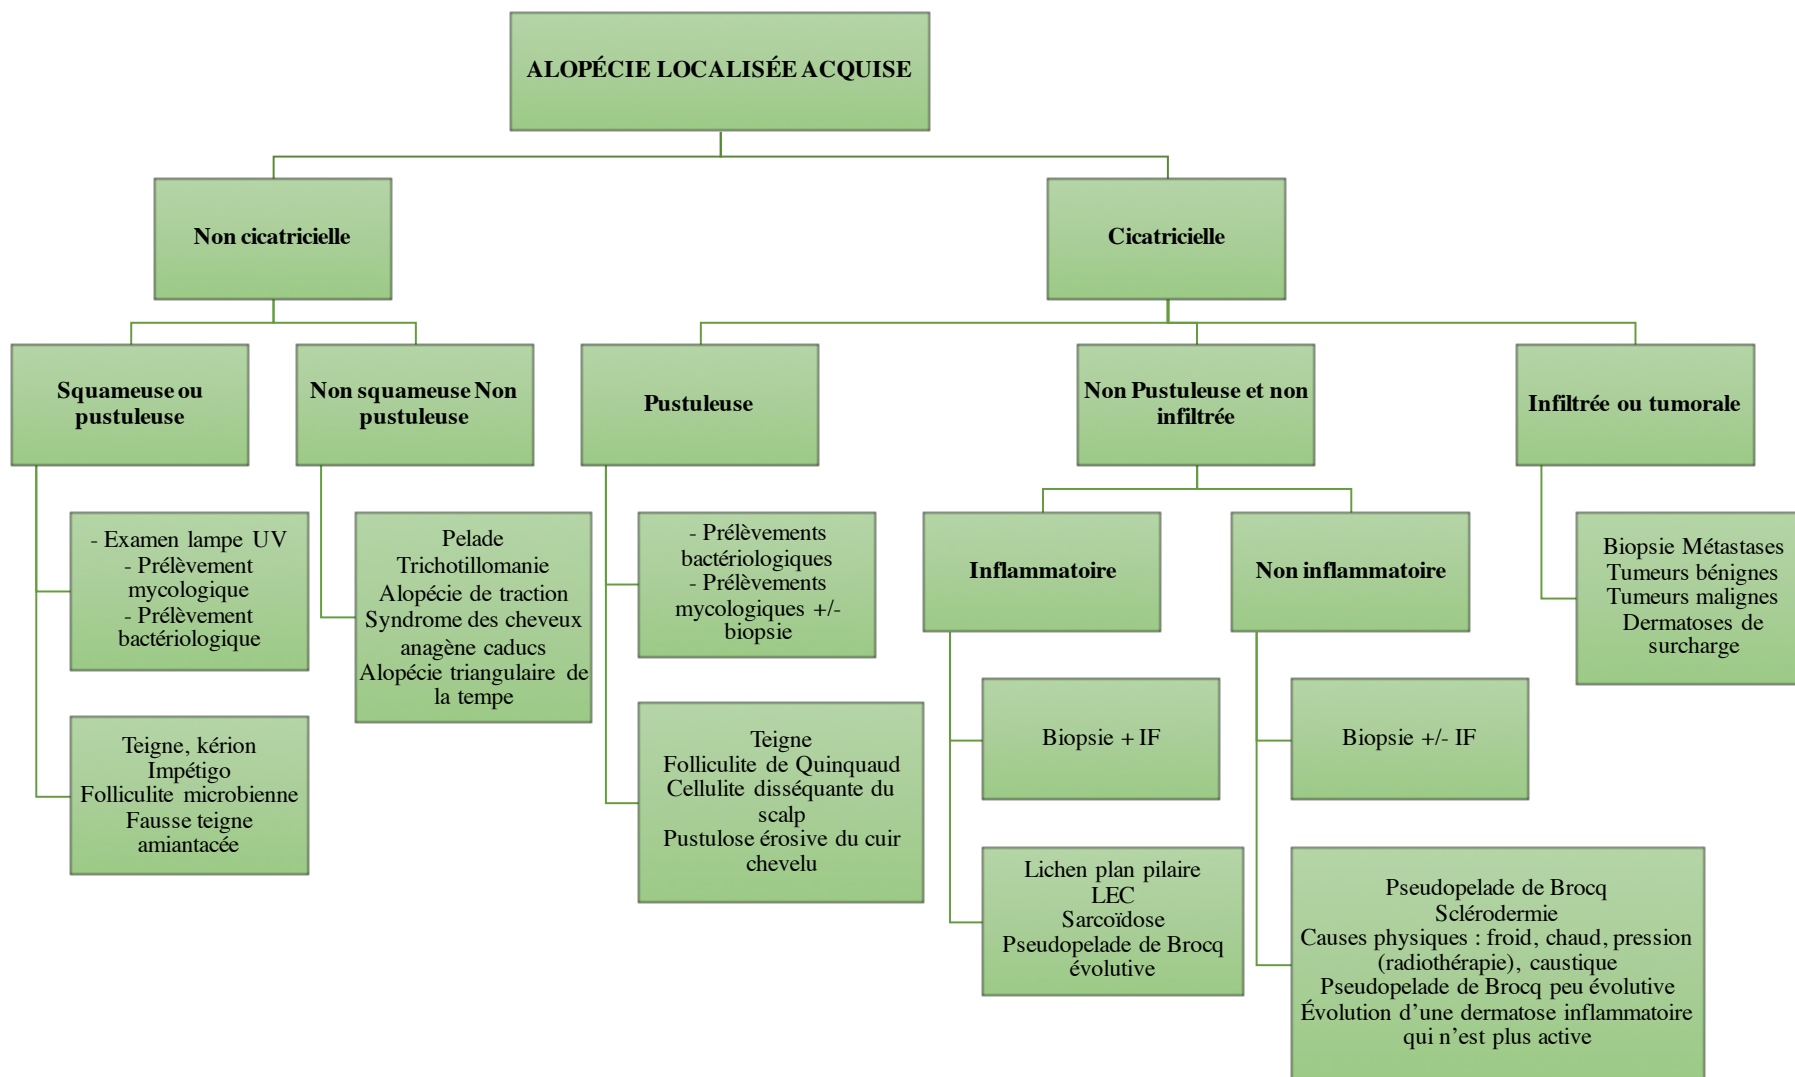 ALOPÉCIE LOCALISÉE ACQUISE
Non cicatricielle
Cicatricielle
Squameuse ou
pustuleuse
Non squameuse Non
pustuleuse
Pustuleuse
Non Pustuleuse et non
infiltrée
Infiltrée ou tumorale
- Examen lampe UV
- Prélèvement
mycologique
- Prélèvement
bactériologique
Teigne, kérion
Impétigo
Folliculite microbienne
Fausse teigne
amiantacée
Pelade
Trichotillomanie
Alopécie de traction
Syndrome des cheveux
anagène caducs
Alopécie triangulaire de
la tempe
- Prélèvements
bactériologiques
- Prélèvements
mycologiques +/-
biopsie
Teigne
Folliculite de Quinquaud
Cellulite disséquante du
scalp
Pustulose érosive du cuir
chevelu
Inflammatoire
Biopsie + IF
Lichen plan pilaire
LEC
Sarcoïdose
Pseudopelade de Brocq
évolutive
Non inflammatoire
Biopsie +/- IF
Pseudopelade de Brocq
Sclérodermie
Causes physiques : froid, chaud, pression
(radiothérapie), caustique
Pseudopelade de Brocq peu évolutive
Évolution d’une dermatose inflammatoire
qui n’est plus active
Biopsie Métastases
Tumeurs bénignes
Tumeurs malignes
Dermatoses de
surcharge